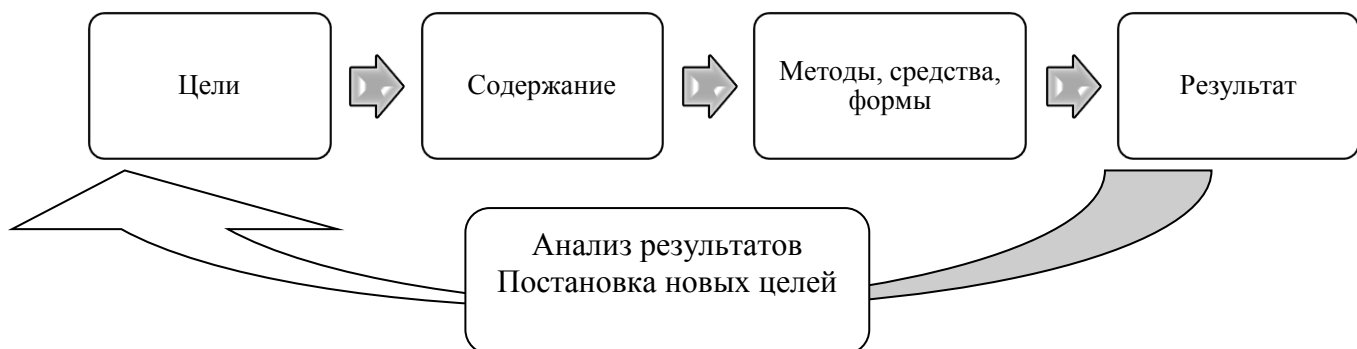 Цели
Содержание
Методы, средства,
формы
Результат
Анализ результатов
Постановка новых целей